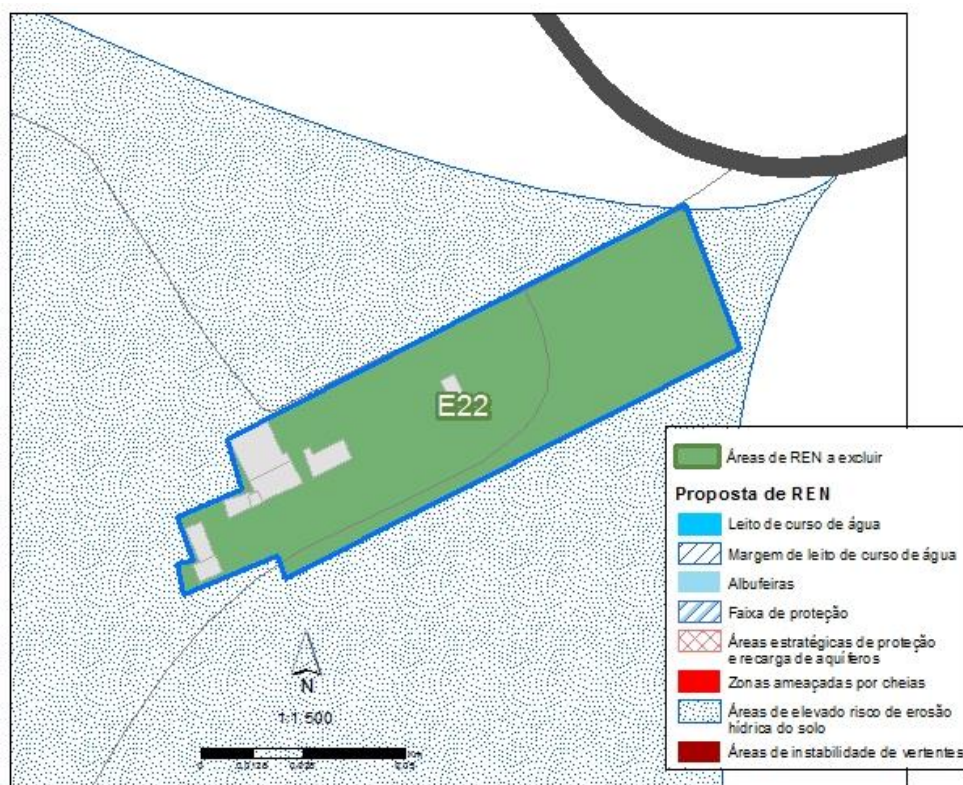 E22
Áreas de REN a excluir
Proposta de REN
Leito de curso de água
Margem de leito de curso de água
Albufeiras
Faixa de proteção
Áreas estratégicas de proteção
e recarga de aquíferos
Zonas ameaçadas por cheias
Áreas de elevado risco de erosão
hídrica do solo
Áreas de instabilidade de vertentes
N
1:1 500